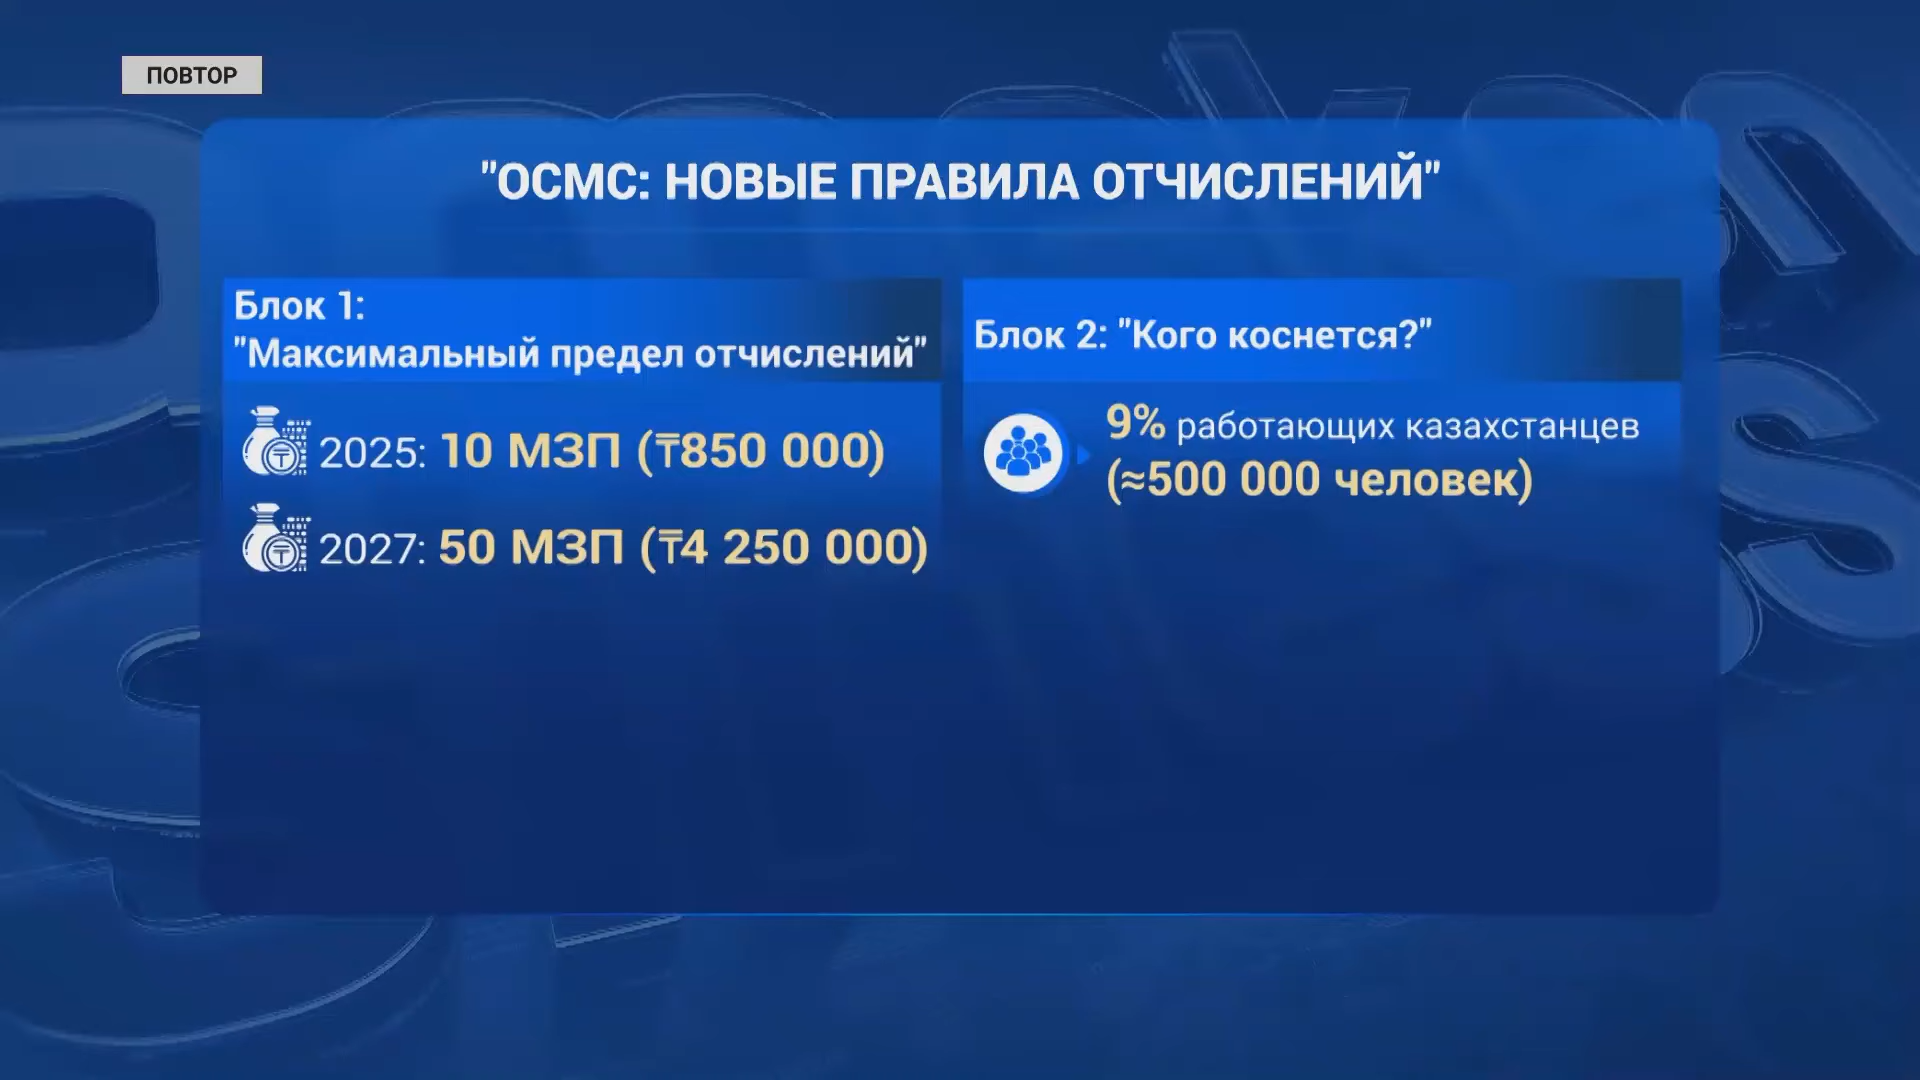 ПОВТОР
"ОСМС: НОВЫЕ ПРАВИЛА ОТЧИСЛЕНИЙ"
Блок 1:
"Максимальный предел отчислений"
2025: 10 МЗП (₸850 000)
2027: 50 МЗП (₸4 250 000)
Блок 2: "Кого коснется?"
9% работающих казахстанцев
(≈500 000 человек)